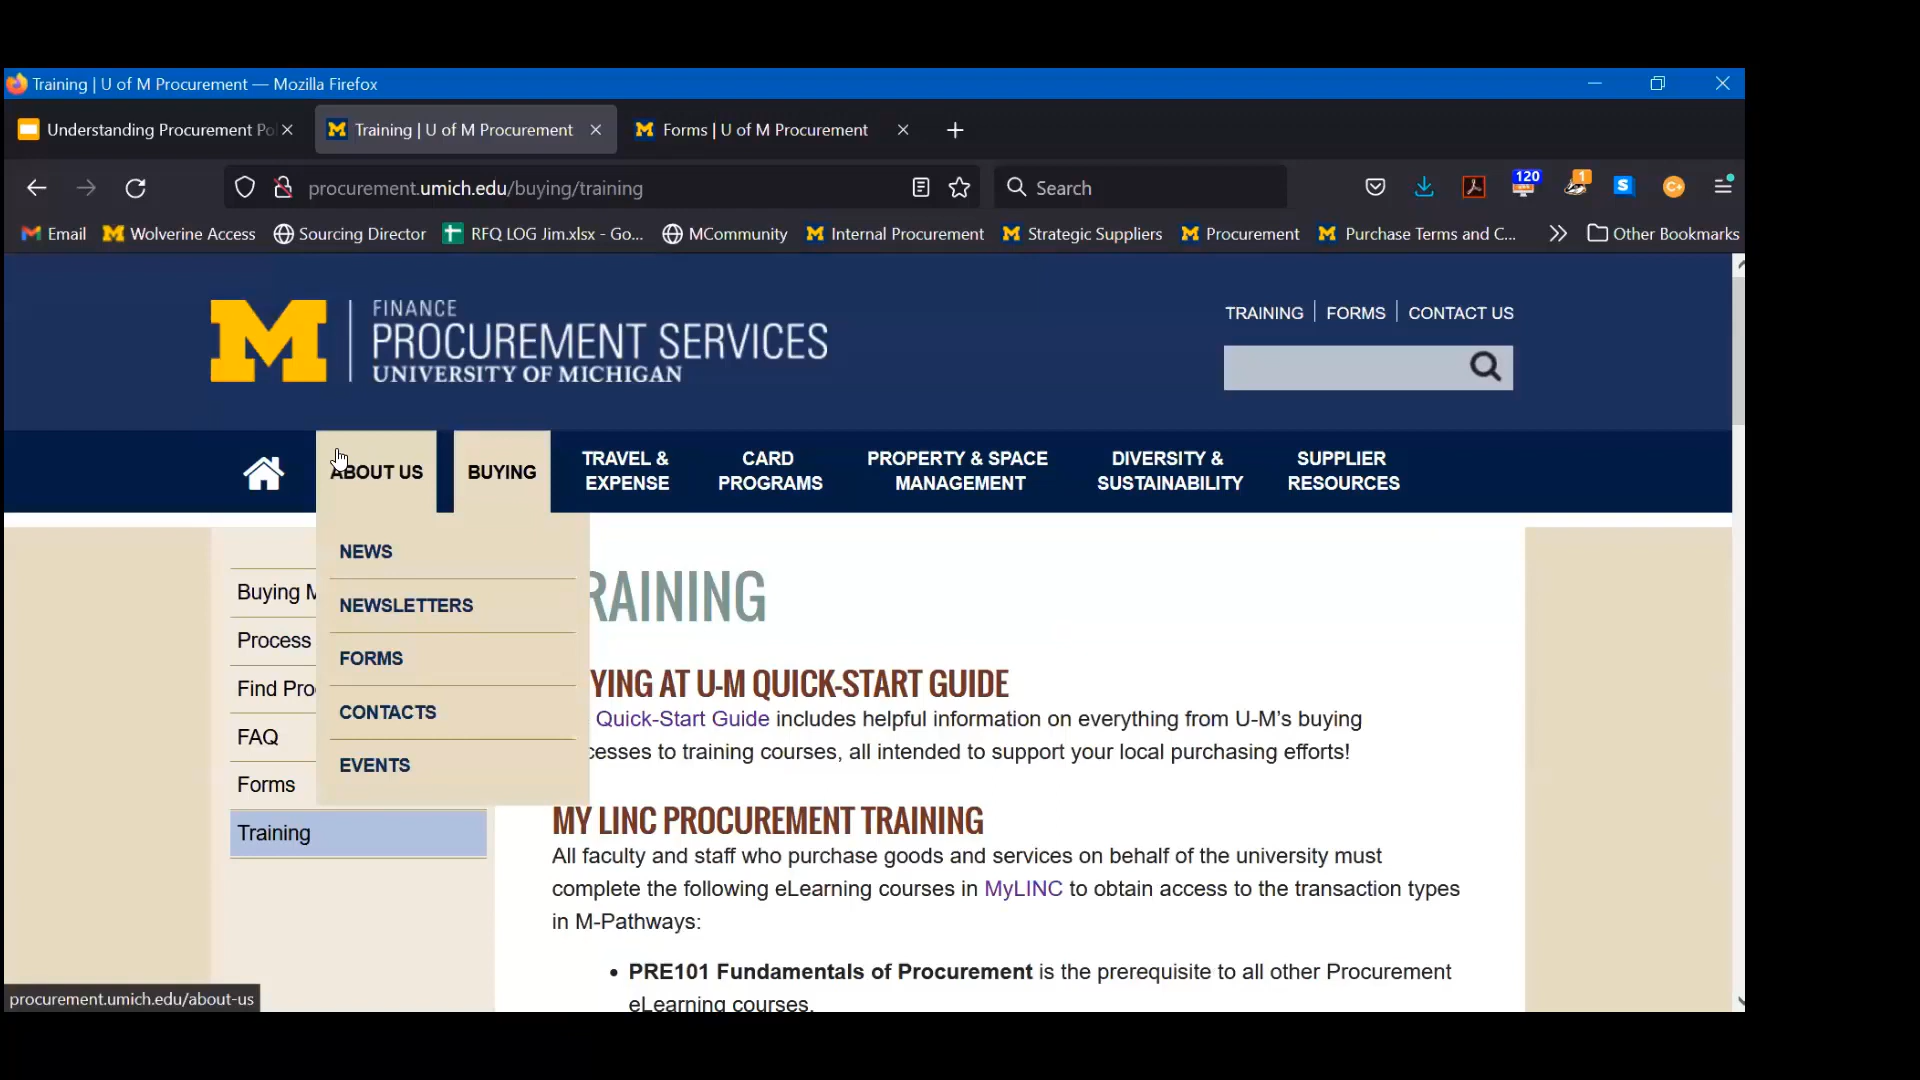 Training | U of M Procurement — Mozilla Firefox
Understanding Procurement Po
Training | U of M Procurement
Forms | U of M Procurement
procurement.umich.edu/buying/training
Search
120
1
S
C+
Email
Wolverine Access
Sourcing Director
RFQ LOG Jim.xlsx - Go...
MCommunity
Internal Procurement
Strategic Suppliers
Procurement
Purchase Terms and C...
Other Bookmarks
M
FINANCE
PROCUREMENT SERVICES
UNIVERSITY OF MICHIGAN
TRAINING
FORMS
CONTACT US
ABOUT US
BUYING
TRAVEL &
EXPENSE
CARD
PROGRAMS
PROPERTY & SPACE
MANAGEMENT
DIVERSITY &
SUSTAINABILITY
SUPPLIER
RESOURCES
NEWS
NEWSLETTERS
FORMS
CONTACTS
EVENTS
Buying M
Process
Find Pro
FAQ
Forms
Training
RAINING
YING AT U-M QUICK-START GUIDE
Quick-Start Guide includes helpful information on everything from U-M's buying
cesses to training courses, all intended to support your local purchasing efforts!
MY LINC PROCUREMENT TRAINING
All faculty and staff who purchase goods and services on behalf of the university must
complete the following eLearning courses in MyLINC to obtain access to the transaction types
in M-Pathways:
• PRE101 Fundamentals of Procurement is the prerequisite to all other Procurement
eLearning courses.
procurement.umich.edu/about-us